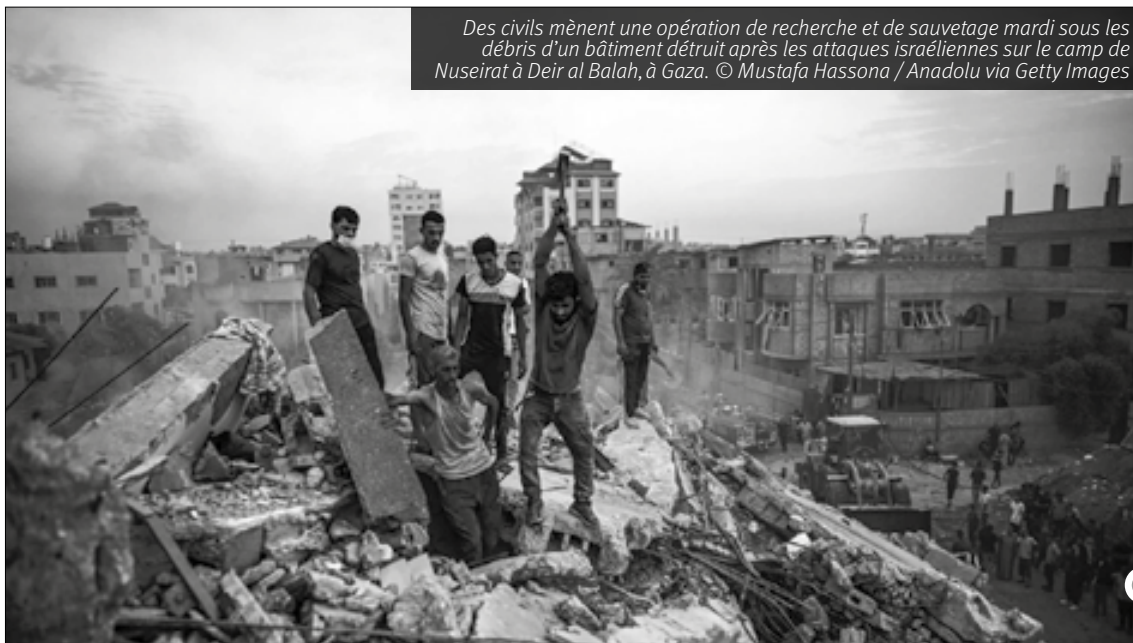 Des civils mènent une opération de recherche et de sauvetage mardi sous les
débris d’un bâtiment détruit après les attaques israéliennes sur le camp de
Nuseirat à Deir al Balah, à Gaza. © Mustafa Hassona / Anadolu via Getty Images